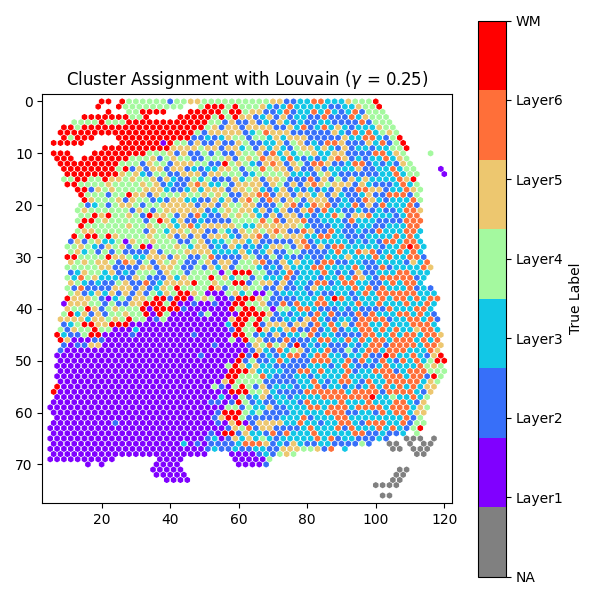 Cluster Assignment with Louvain (γ = 0.25)
0
10
20
30
40
50
60
70
20
40
60
80
100
120
WM
Layer6
Layer5
Layer4
Layer3
Layer2
Layer1
NA
True Label